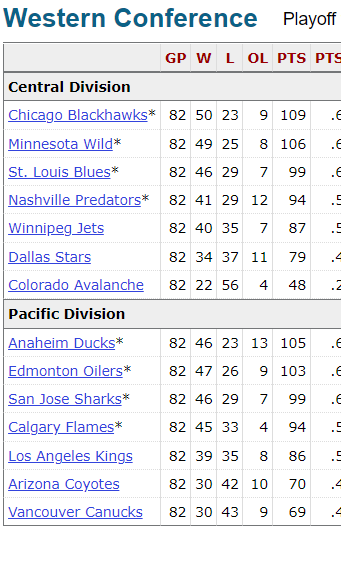 Western Conference Playoff
GP W L OL PTS PTS
Central Division
Chicago Blackhawks* 82 50 23 9 109 .6
Minnesota Wild* 82 49 25 8 106 .6
St. Louis Blues* 82 46 29 7 99 .6
Nashville Predators* 82 41 29 12 94 .5
Winnipeg Jets 82 40 35 7 87 .5
Dallas Stars 82 34 37 11 79 .4
Colorado Avalanche 82 22 56 4 48 .2
Pacific Division
Anaheim Ducks* 82 46 23 13 105 .6
Edmonton Oilers* 82 47 26 9 103 .6
San Jose Sharks* 82 46 29 7 99 .6
Calgary Flames* 82 45 33 4 94 .5
Los Angeles Kings 82 39 35 8 86 .5
Arizona Coyotes 82 30 42 10 70 .4
Vancouver Canucks 82 30 43 9 69 .4